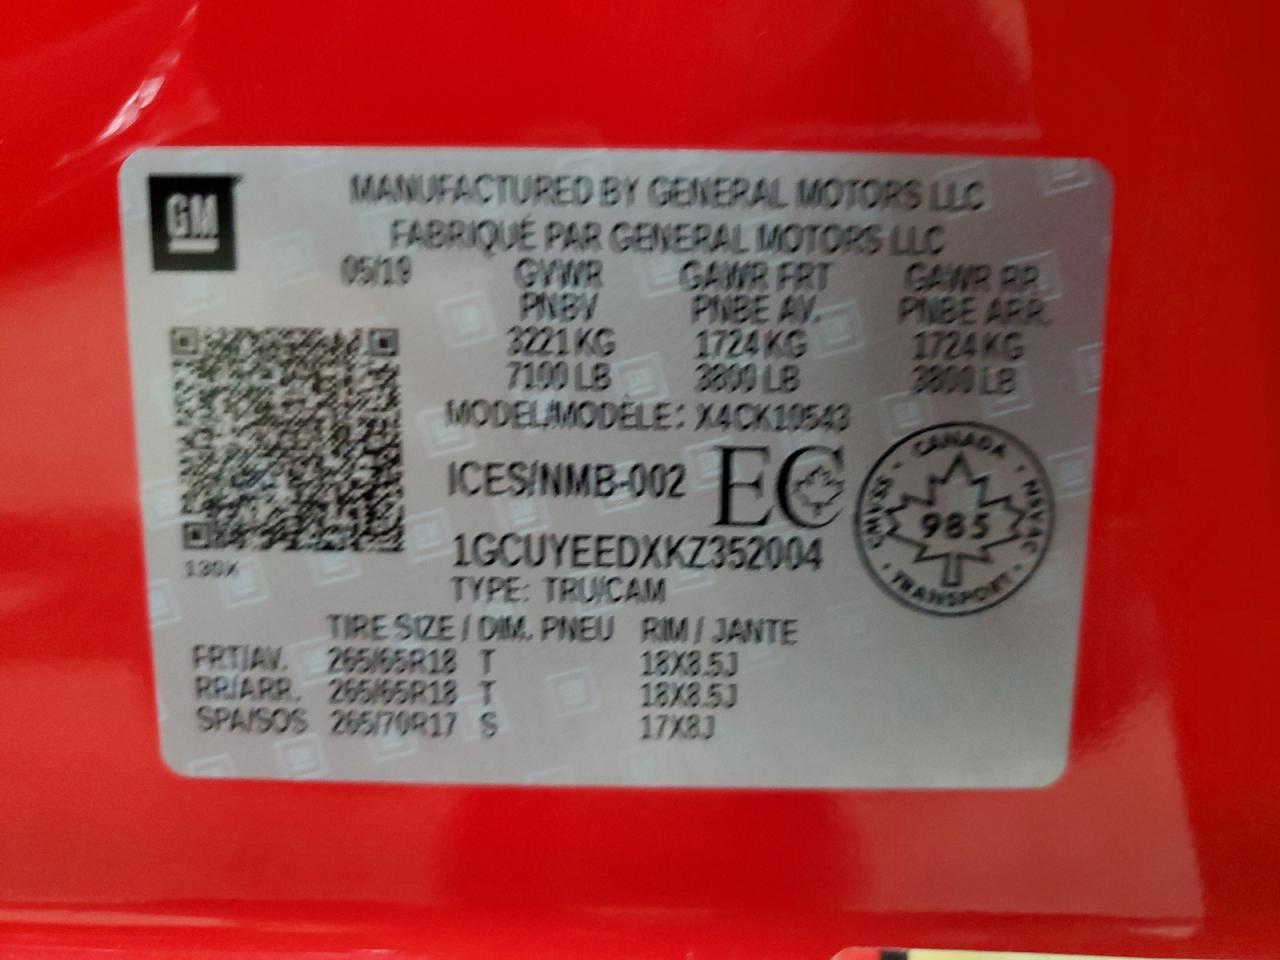 GM
MANUFACTURED BY GENERAL MOTORS LLC
FABRIQUÉ PAR GENERAL MOTORS LLC
05/19 GVWR GAWR FRT GAWR RR.
PNBV PNBE AV. PNBE ARR.
3221 KG 1724 KG 1724 KG
7100 LB 3800 LB 3800 LB
MODEL/MODÈLE: X4CK10543
ICES/NMB-002 EC
CANADA
NSVAC 985 SSVMC
TRANSPORT
1GCUYEEDXKZ352004
130X
TYPE: TRU/CAM
TIRE SIZE / DIM. PNEU RIM / JANTE
FRT/AV. 265/65R18 T 18X8.5J
RR/ARR. 265/65R18 T 18X8.5J
SPA/SOS 265/70R17 S 17X8J